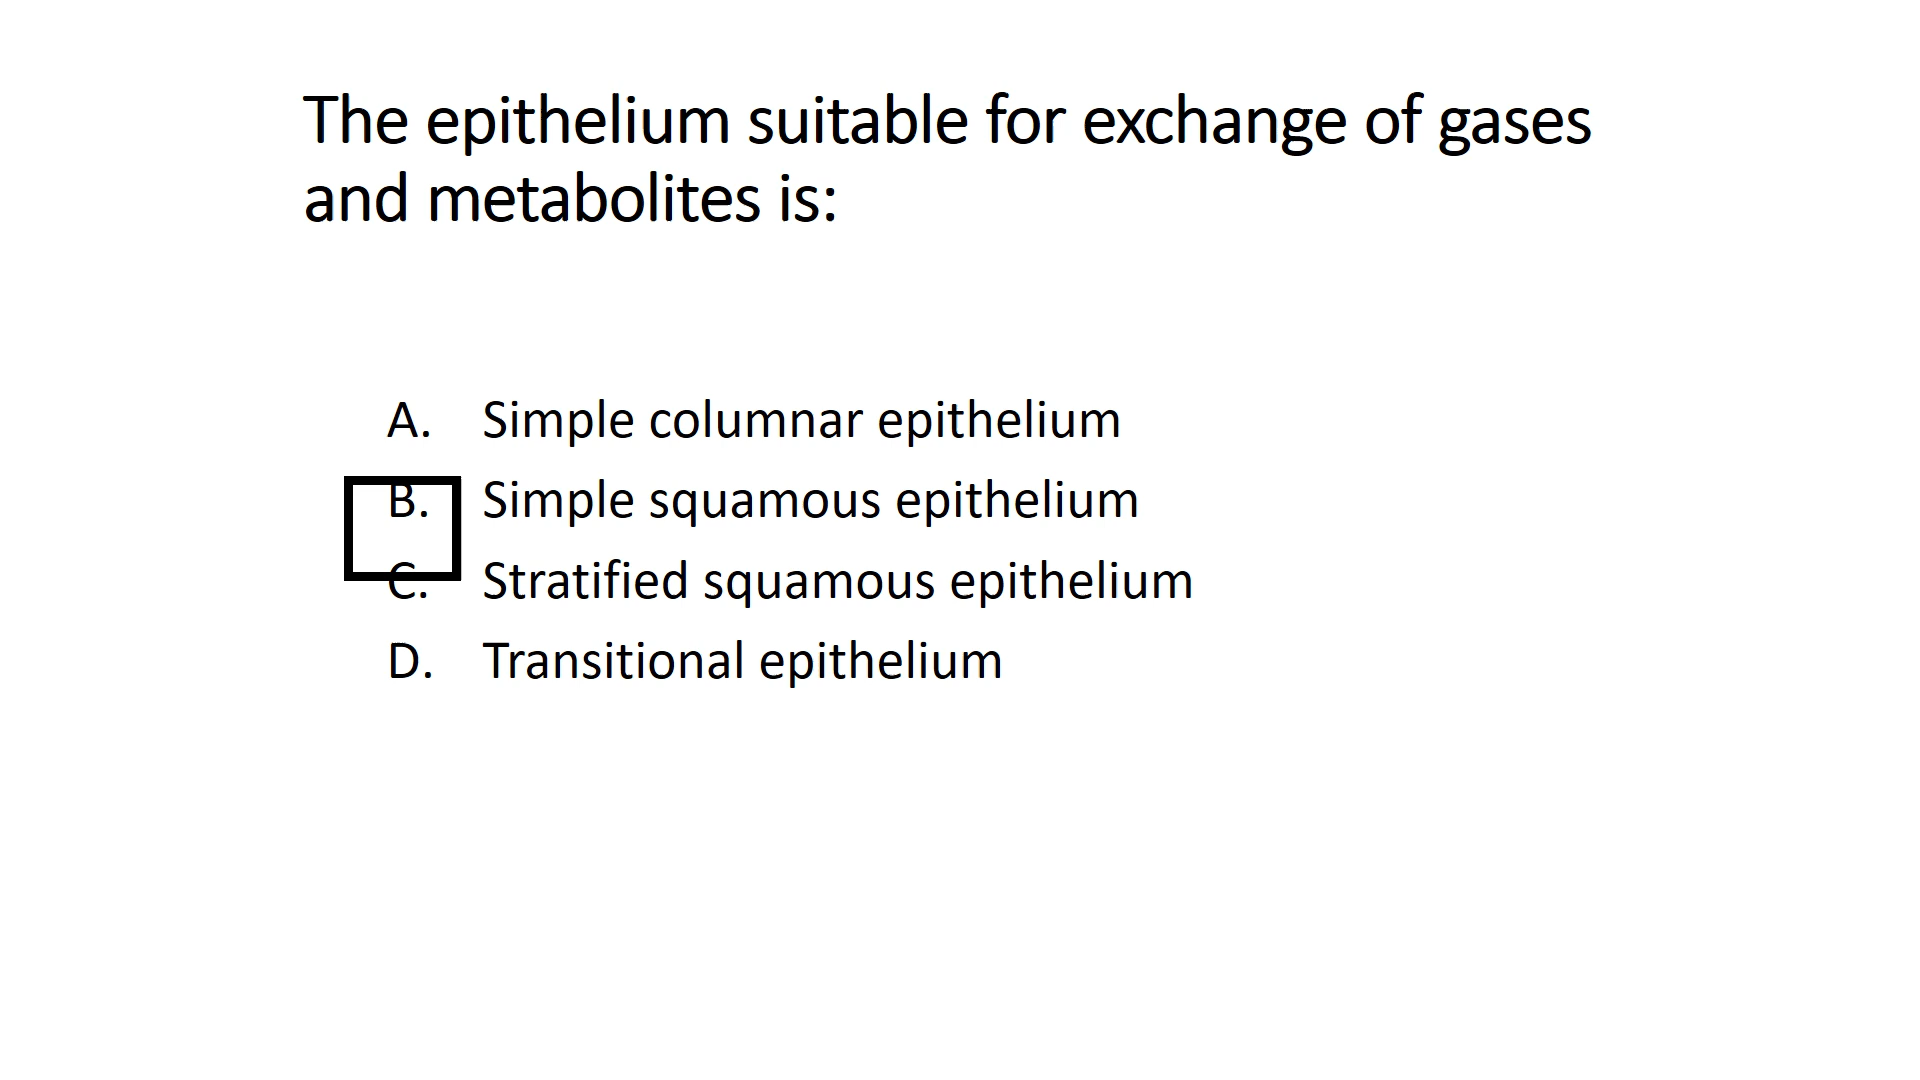 The epithelium suitable for exchange of gases
and metabolites is:
A. Simple columnar epithelium
B. Simple squamous epithelium
C. Stratified squamous epithelium
D. Transitional epithelium